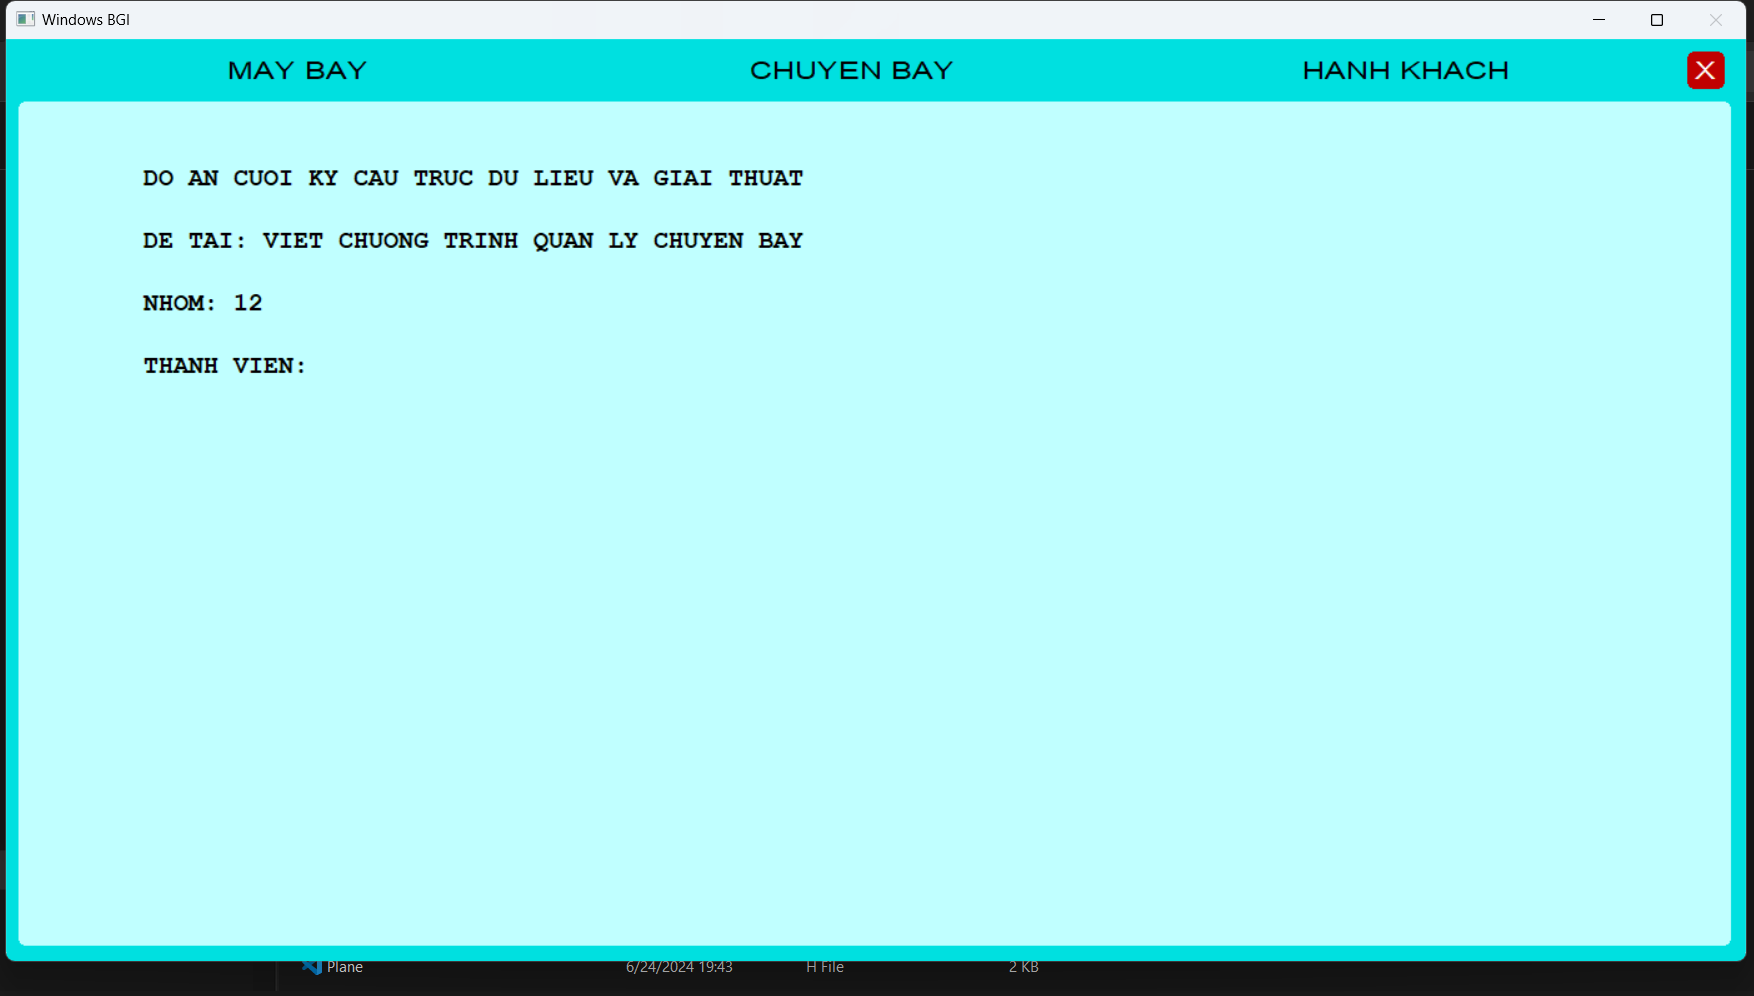 Windows BGI
MAY BAY CHUYEN BAY HANH KHACH X
DO AN CUOI KY CAU TRUC DU LIEU VA GIAI THUAT
DE TAI: VIET CHUONG TRINH QUAN LY CHUYEN BAY
NHOM: 12
THANH VIEN:
Plane 6/24/2024 19:43 H File 2 KB